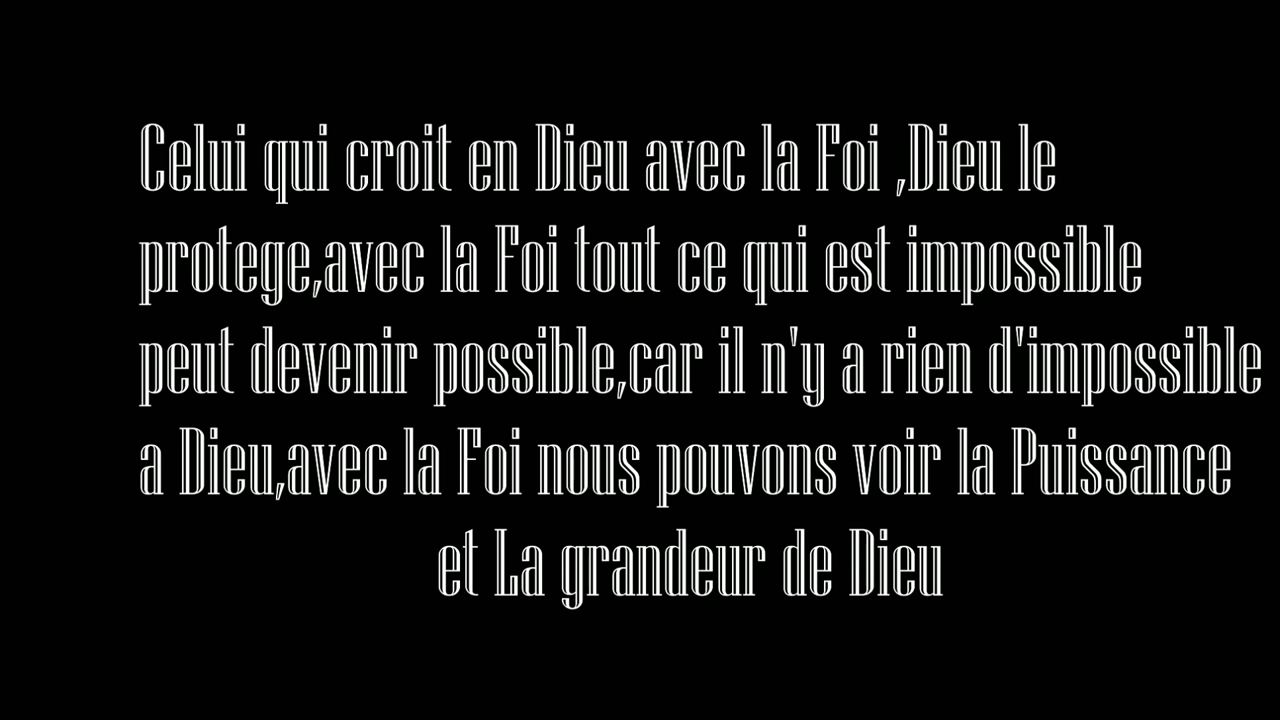 Celui qui croit en Dieu avec la Foi ,Dieu le
protege,avec la Foi tout ce qui est impossible
peut devenir possible,car il n'y a rien d'impossible
a Dieu,avec la Foi nous pouvons voir la Puissance
et La grandeur de Dieu